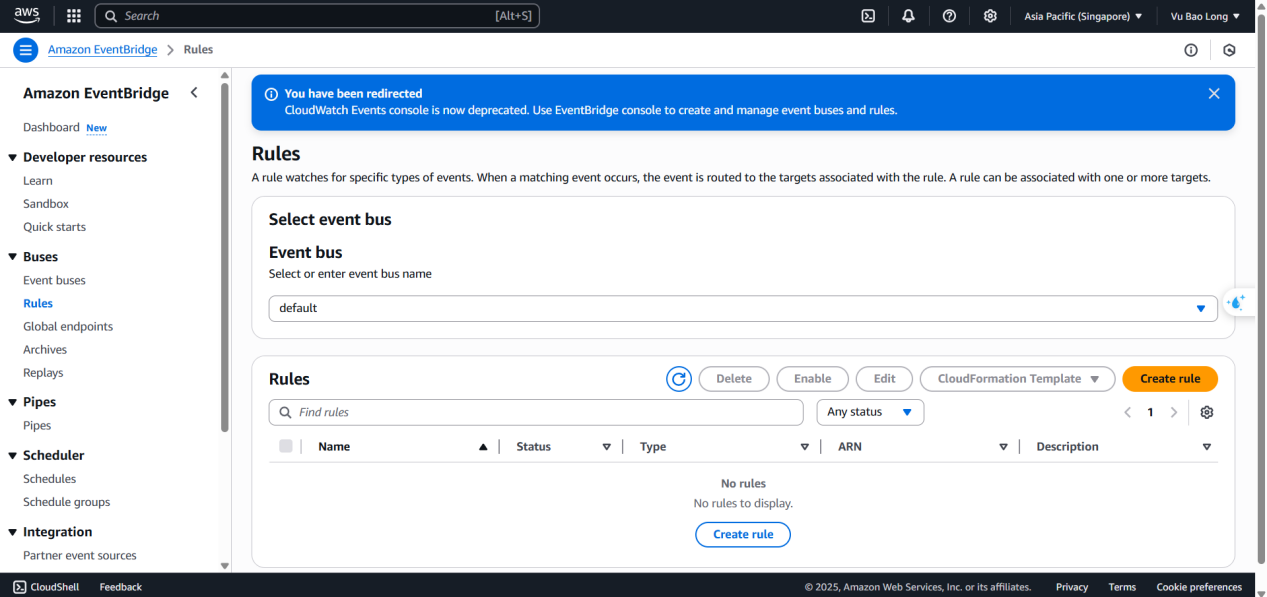 aws
Search [Alt+S]
Asia Pacific (Singapore) Vu Bao Long
Amazon EventBridge Rules
Amazon EventBridge
Dashboard New
Developer resources
Learn
Sandbox
Quick starts
Buses
Event buses
Rules
Global endpoints
Archives
Replays
Pipes
Pipes
Scheduler
Schedules
Schedule groups
Integration
Partner event sources
You have been redirected
CloudWatch Events console is now deprecated. Use EventBridge console to create and manage event buses and rules.
Rules
A rule watches for specific types of events. When a matching event occurs, the event is routed to the targets associated with the rule. A rule can be associated with one or more targets.
Select event bus
Event bus
Select or enter event bus name
default
Rules
Delete Enable Edit CloudFormation Template Create rule
Find rules Any status 1
Name Status Type ARN Description
No rules
No rules to display.
Create rule
CloudShell Feedback © 2025, Amazon Web Services, Inc. or its affiliates. Privacy Terms Cookie preferences